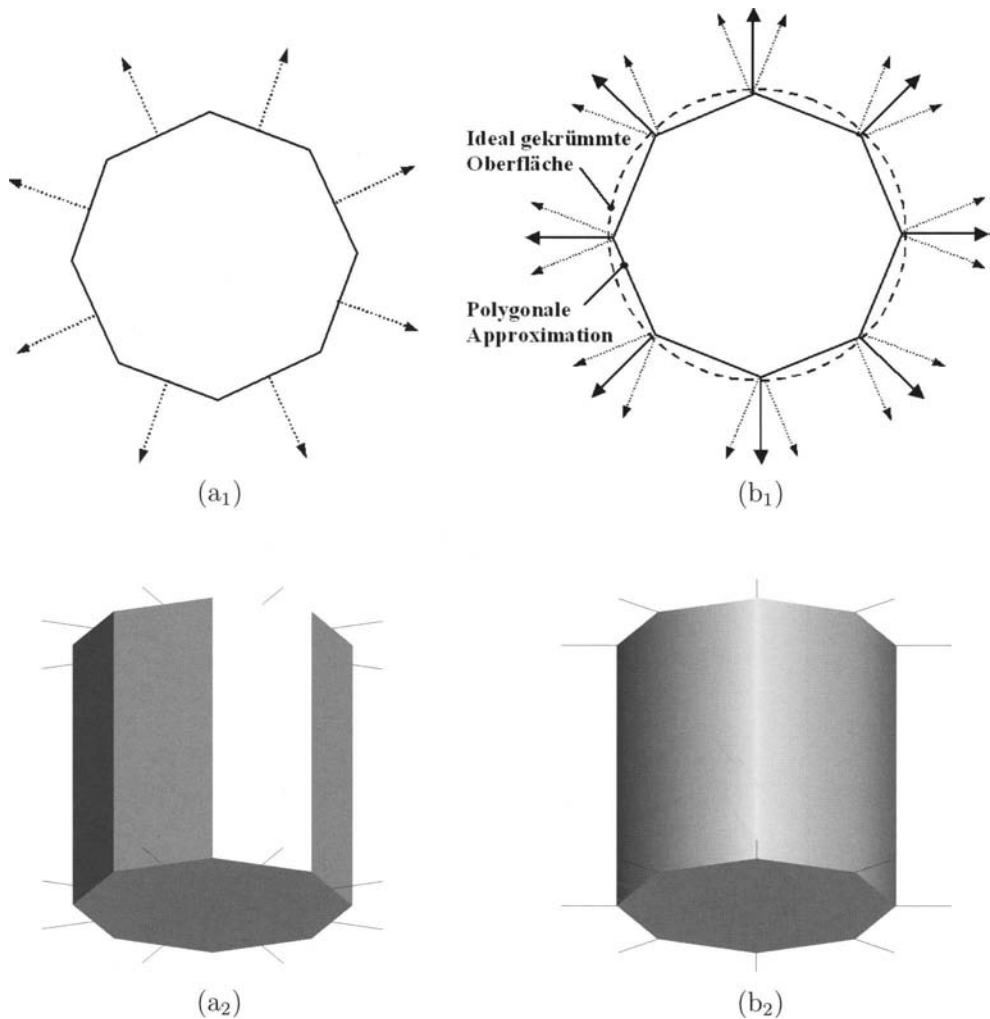 Ideal gekrümmte
Oberfläche
Polygonale
Approximation
(a₁)
(b₁)
(a₂)
(b₂)